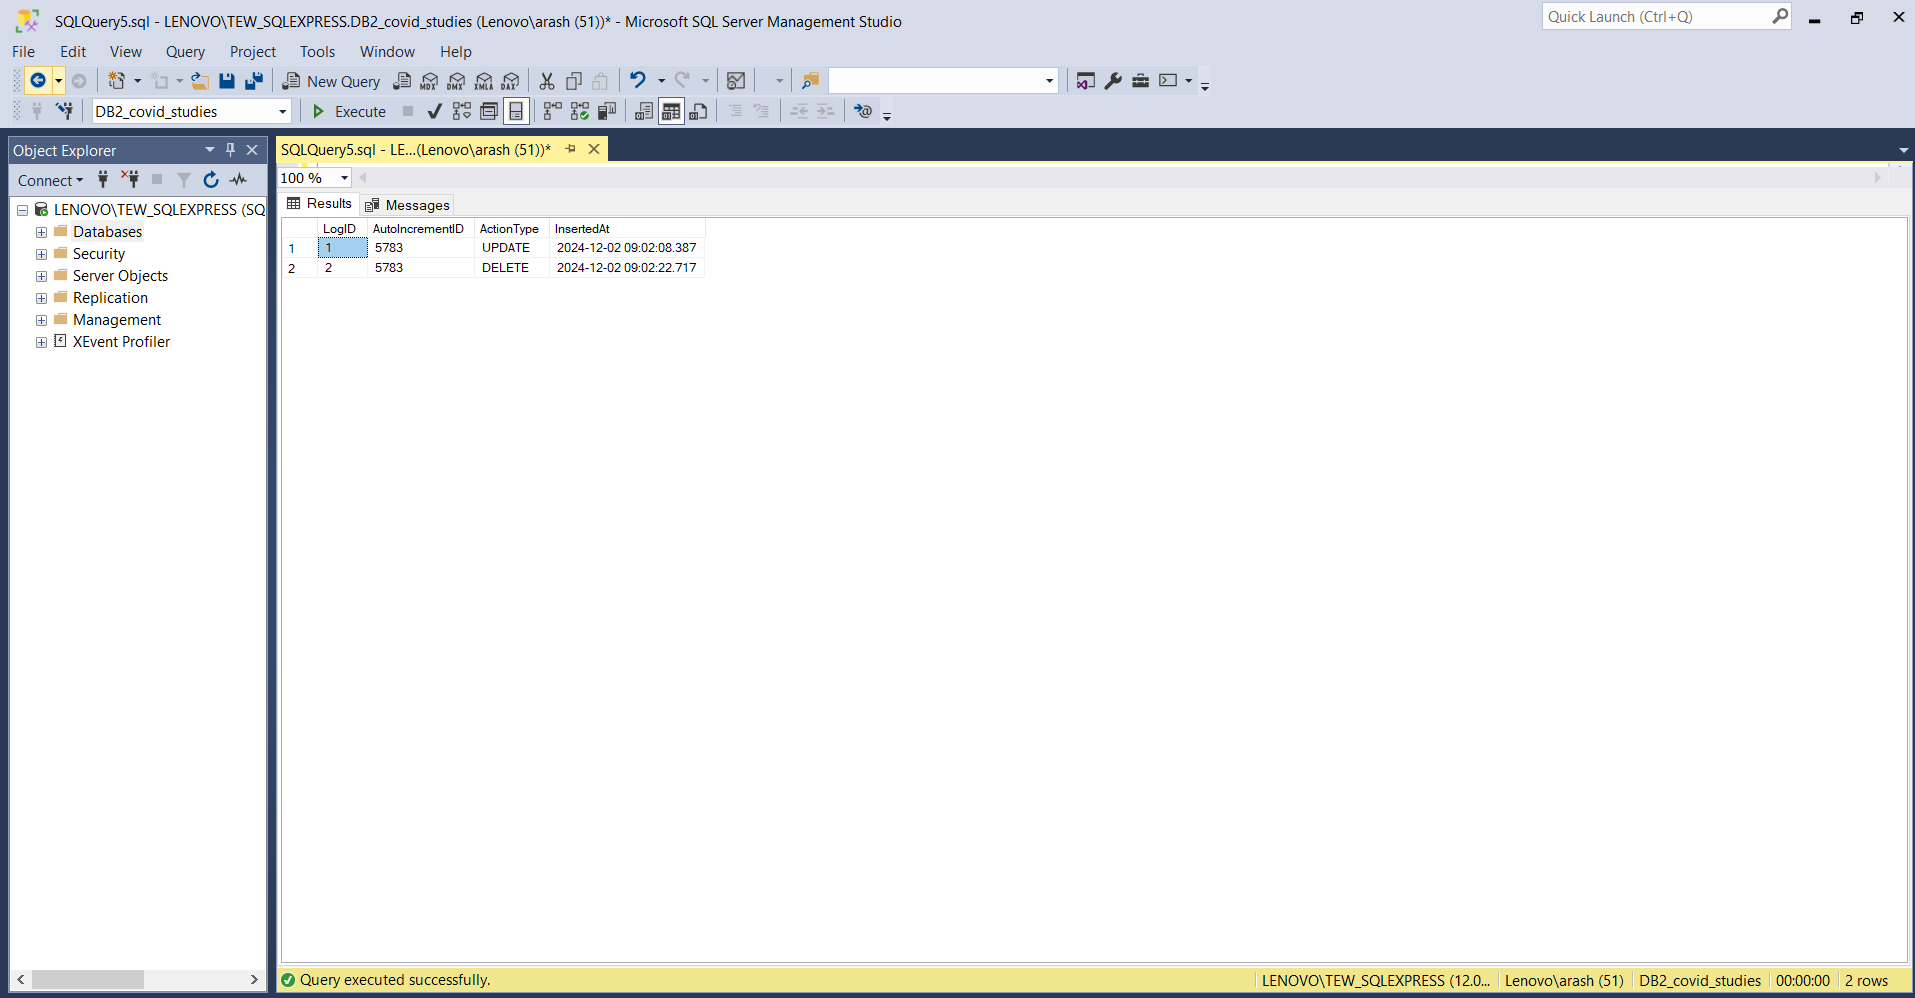 SQLQuery5.sql - LENOVO\TEW_SQLEXPRESS.DB2_covid_studies (Lenovo\arash (51))* - Microsoft SQL Server Management Studio
Quick Launch (Ctrl+Q)
File Edit View Query Project Tools Window Help
New Query MDX DMX XMLA DAX
DB2_covid_studies Execute
Object Explorer
SQLQuery5.sql - LE...(Lenovo\arash (51))*
Connect
100 %
Results Messages
LENOVO\TEW_SQLEXPRESS (SQ
Databases
Security
Server Objects
Replication
Management
XEvent Profiler
LogID AutoIncrementID ActionType InsertedAt
1 1 5783 UPDATE 2024-12-02 09:02:08.387
2 2 5783 DELETE 2024-12-02 09:02:22.717
Query executed successfully.
LENOVO\TEW_SQLEXPRESS (12.0... Lenovo\arash (51) DB2_covid_studies 00:00:00 2 rows